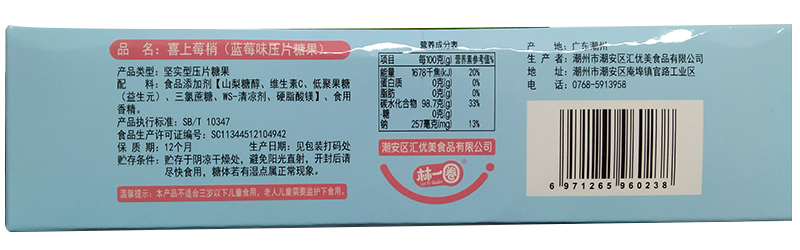 品  名：喜上莓梢（蓝莓味压片糖果）
产品类型：坚实型压片糖果
配  料：食品添加剂【山梨糖醇、维生素C、低聚果糖
（益生元）、三氯蔗糖、WS-清凉剂、硬脂酸镁】、食用
香精。
产品执行标准：SB/T 10347
食品生产许可证编号：SC11344512104942
保 质 期：12个月  生产日期：见包装打码处
贮存条件：贮存于阴凉干燥处，避免阳光直射，开封后请
尽快食用，糖体若有湿点属正常现象。
温馨提示：本产品不适合三岁以下儿童食用，老人儿童需要监护下食用。
营养成分表
项目 每100克(g) 营养素参考值%
能量 1678千焦(kJ) 20%
蛋白质 0克(g) 0%
脂肪 0克(g) 0%
碳水化合物 98.7克(g) 33%
-糖 0克(g)
钠 257毫克(mg) 13%
潮安区汇优美食品有限公司
林一圈
产  地：广东潮州
生 产 者：潮州市潮安区汇优美食品有限公司
地  址：潮州市潮安区庵埠镇官路工业区
电  话：0768-5913958
6 971265 960238